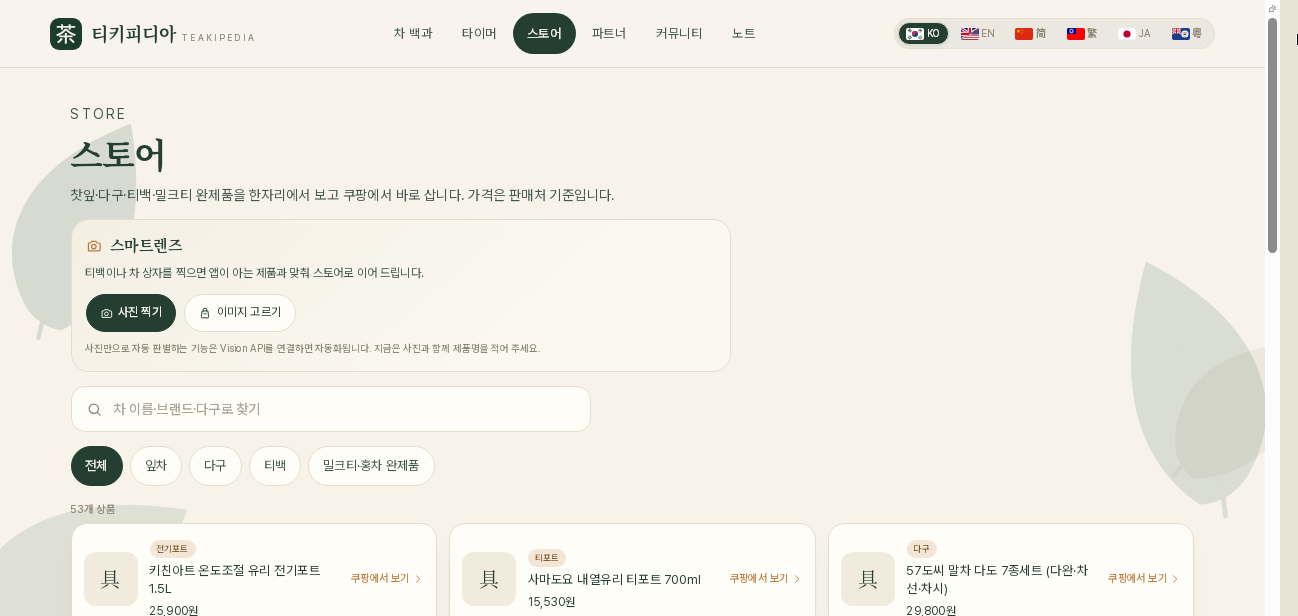 茶 티키피디아 TEAKIPEDIA 차 백과 타이머 스토어 파트너 커뮤니티 노트 KO EN 简 繁 JA 粵
STORE
스토어
찻잎·다구·티백·밀크티 완제품을 한자리에서 보고 쿠팡에서 바로 삽니다. 가격은 판매처 기준입니다.
스마트렌즈
티백이나 차 상자를 찍으면 앱이 아는 제품과 맞춰 스토어로 이어 드립니다.
사진 찍기 이미지 고르기
사진만으로 자동 판별하는 기능은 Vision API를 연결하면 자동화됩니다. 지금은 사진과 함께 제품명을 적어 주세요.
차 이름·브랜드·다구로 찾기
전체 잎차 다구 티백 밀크티·홍차 완제품
53개 상품
具
전기포트
키친아트 온도조절 유리 전기포트
1.5L
25,900원
쿠팡에서 보기
具
티포트
사마도요 내열유리 티포트 700ml
15,530원
쿠팡에서 보기
具
다구
57도씨 말차 다도 7종세트 (다완·차
선·차시)
29,800원
쿠팡에서 보기